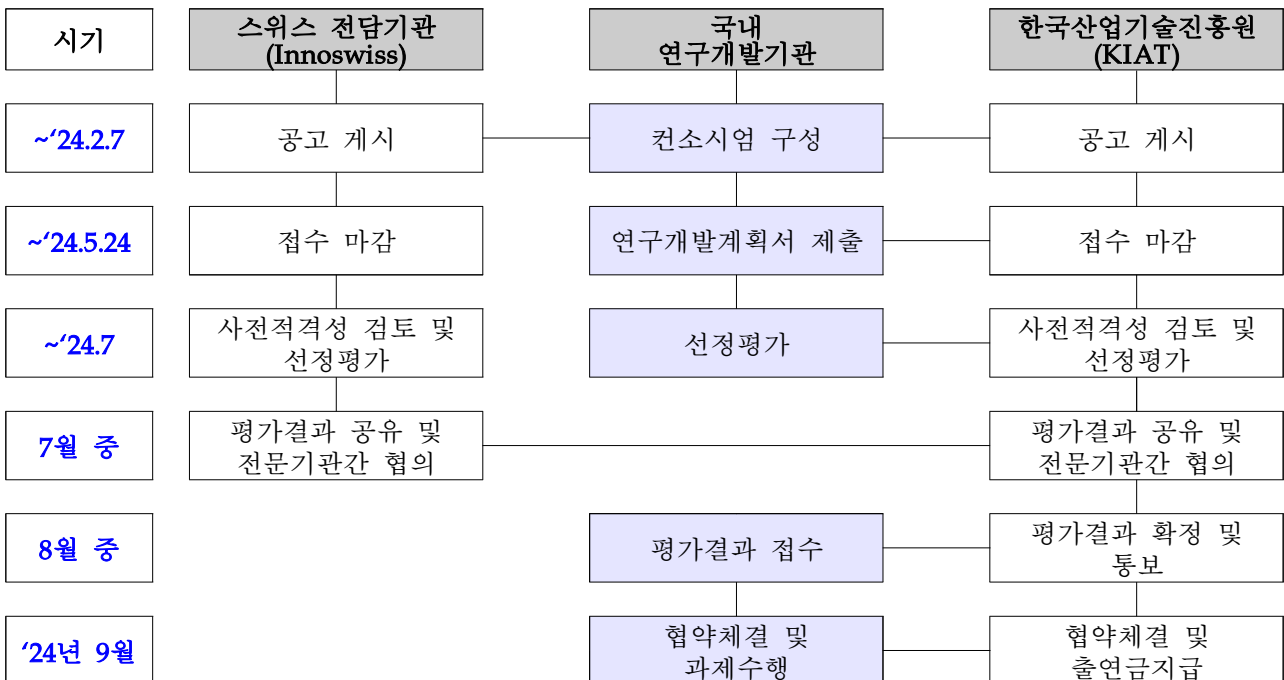 시기
스위스 전담기관
(Innoswiss)
국내
연구개발기관
한국산업기술진흥원
(KIAT)
~‘24.2.7
공고 게시
컨소시엄 구성
공고 게시
~‘24.5.24
접수 마감
연구개발계획서 제출
접수 마감
~‘24.7
사전적격성 검토 및
선정평가
선정평가
사전적격성 검토 및
선정평가
7월 중
평가결과 공유 및
전문기관간 협의
평가결과 공유 및
전문기관간 협의
8월 중
평가결과 접수
평가결과 확정 및
통보
‘24년 9월
협약체결 및
과제수행
협약체결 및
출연금지급